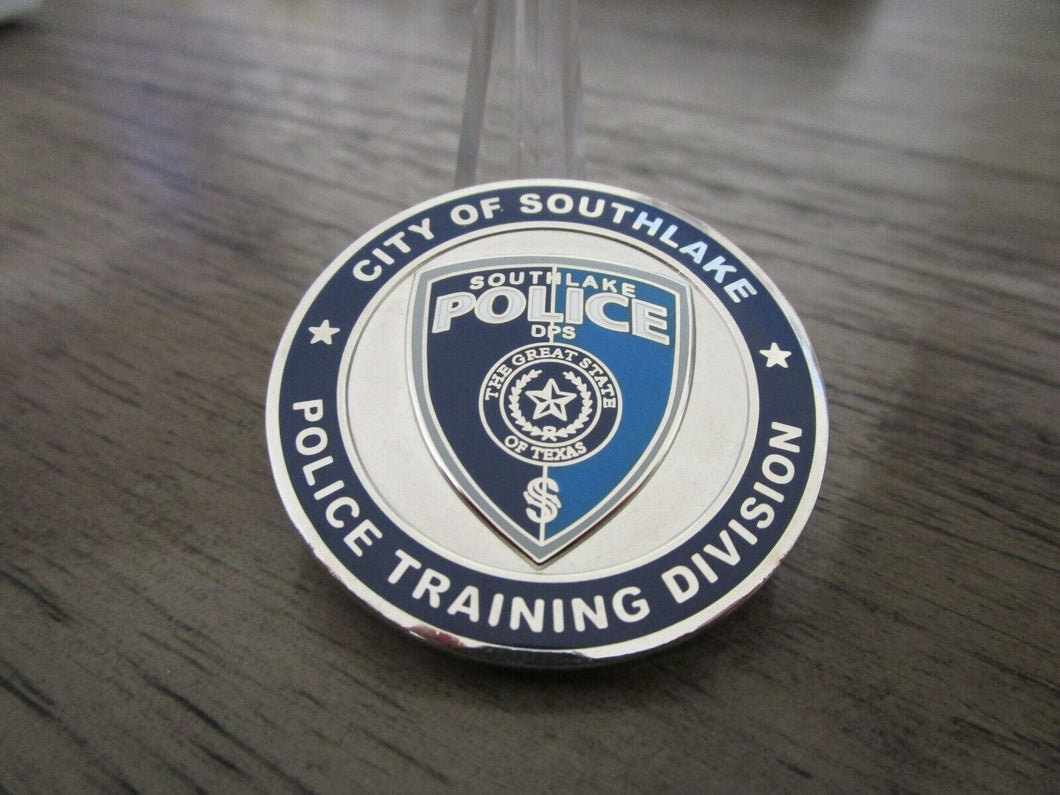 CITY OF SOUTHLAKE
SOUTHLAKE
POLICE
DPS
THE GREAT STATE
OF TEXAS
POLICE TRAINING DIVISION